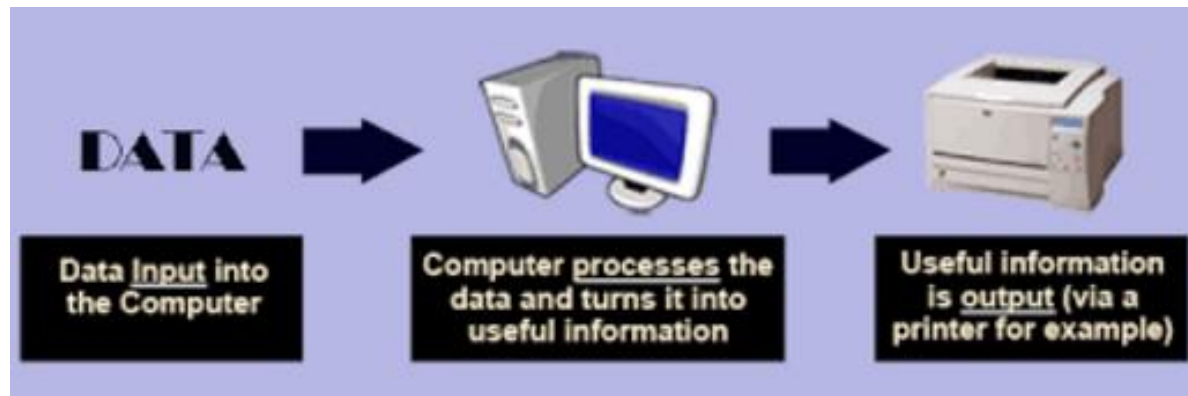 DATA
Data Input into
the Computer
Computer processes the
data and turns it into
useful information
Useful information
is output (via a
printer for example)